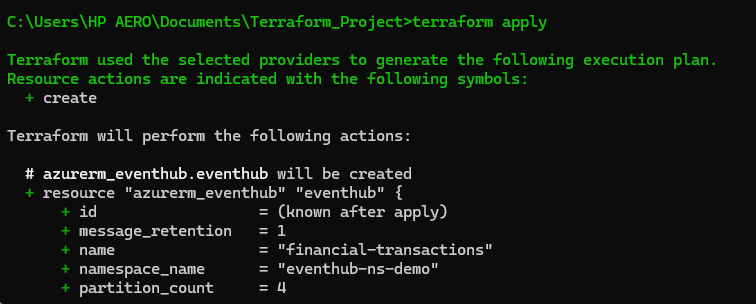 C:\Users\HP AERO\Documents\Terraform_Project>terraform apply
Terraform used the selected providers to generate the following execution plan.
Resource actions are indicated with the following symbols:
  + create
Terraform will perform the following actions:
  # azurerm_eventhub.eventhub will be created
  + resource "azurerm_eventhub" "eventhub" {
      + id                  = (known after apply)
      + message_retention   = 1
      + name                = "financial-transactions"
      + namespace_name      = "eventhub-ns-demo"
      + partition_count     = 4